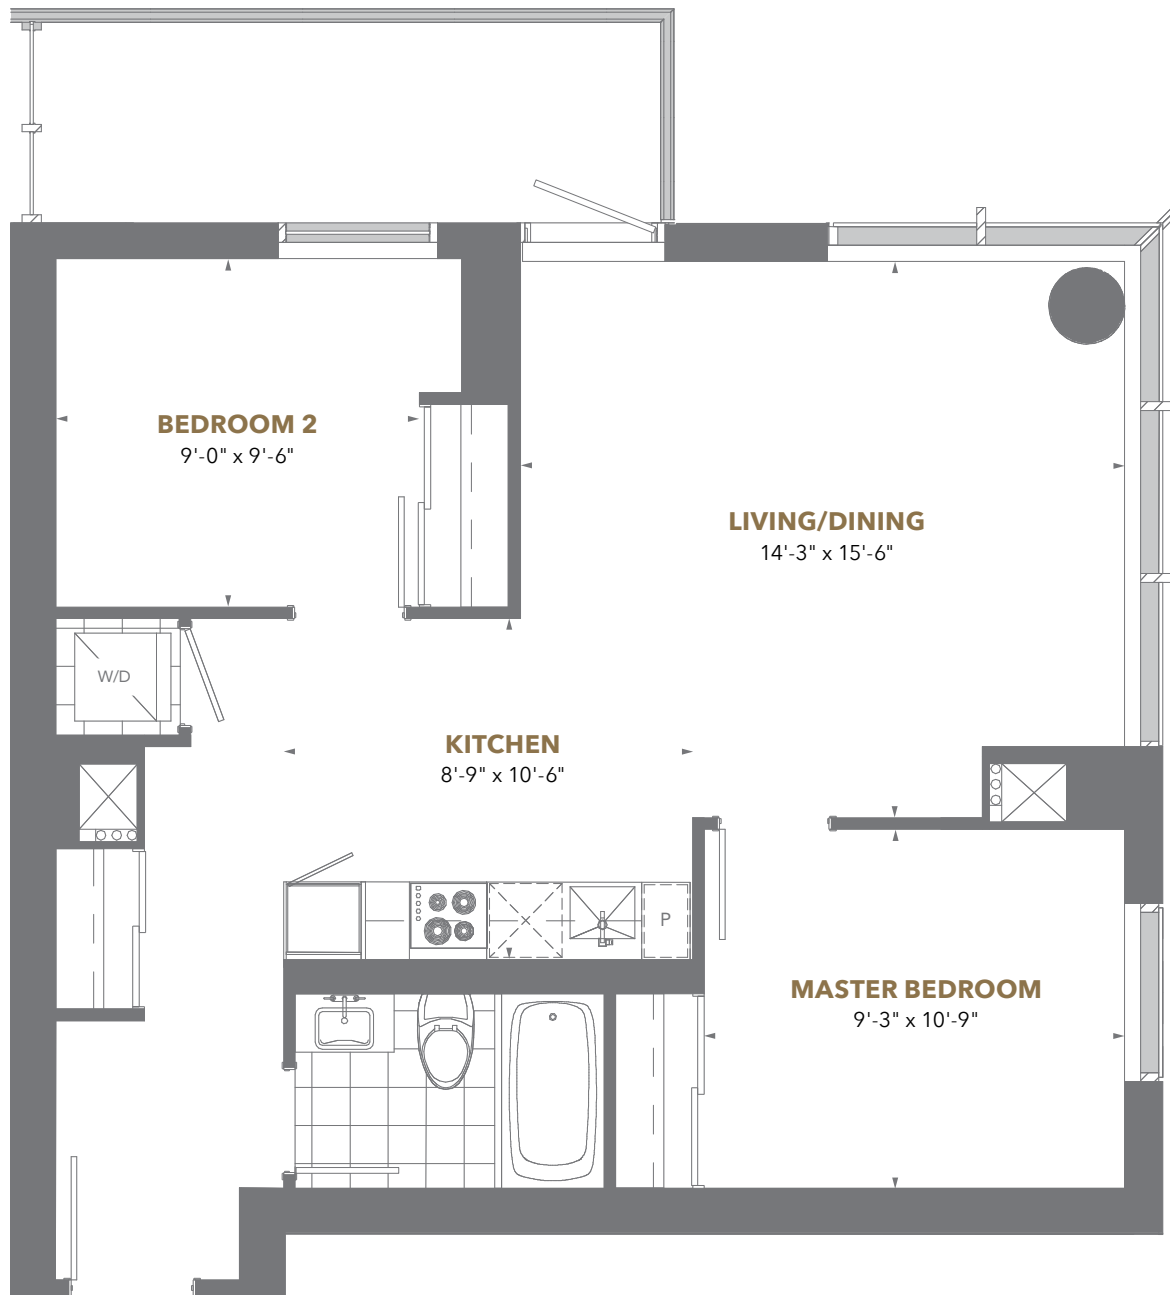 BEDROOM 2
9'-0" x 9'-6"
LIVING/DINING
14'-3" x 15'-6"
W/D
KITCHEN
8'-9" x 10'-6"
P
MASTER BEDROOM
9'-3" x 10'-9"